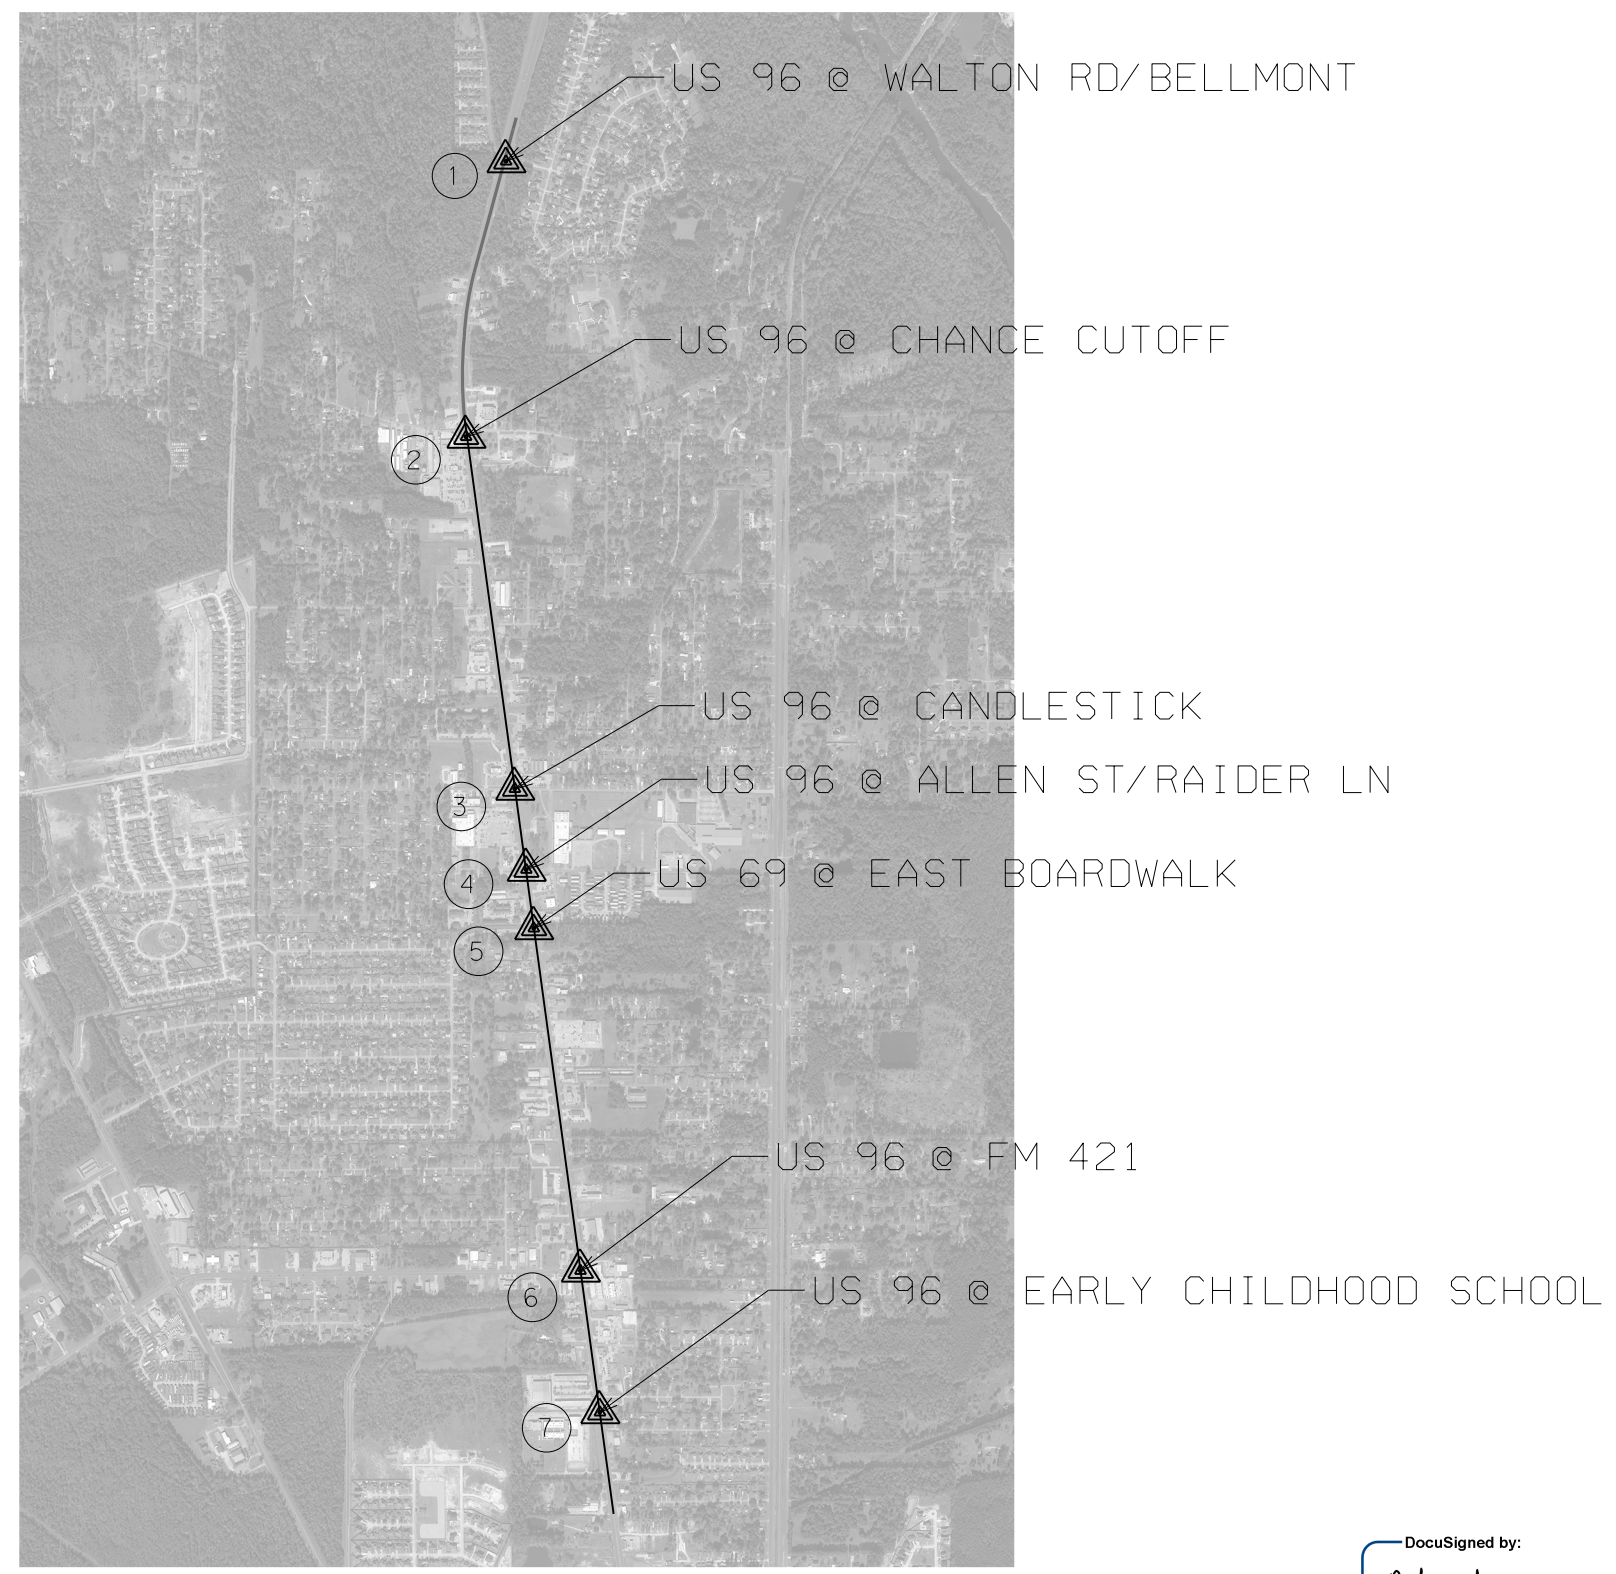 US 96 @ WALTON RD/BELLMONT
1
US 96 @ CHANCE CUTOFF
2
US 96 @ CANDLESTICK
3
US 96 @ ALLEN ST/RAIDER LN
4
US 69 @ EAST BOARDWALK
5
US 96 @ FM 421
6
US 96 @ EARLY CHILDHOOD SCHOOL
7
DocuSigned by: